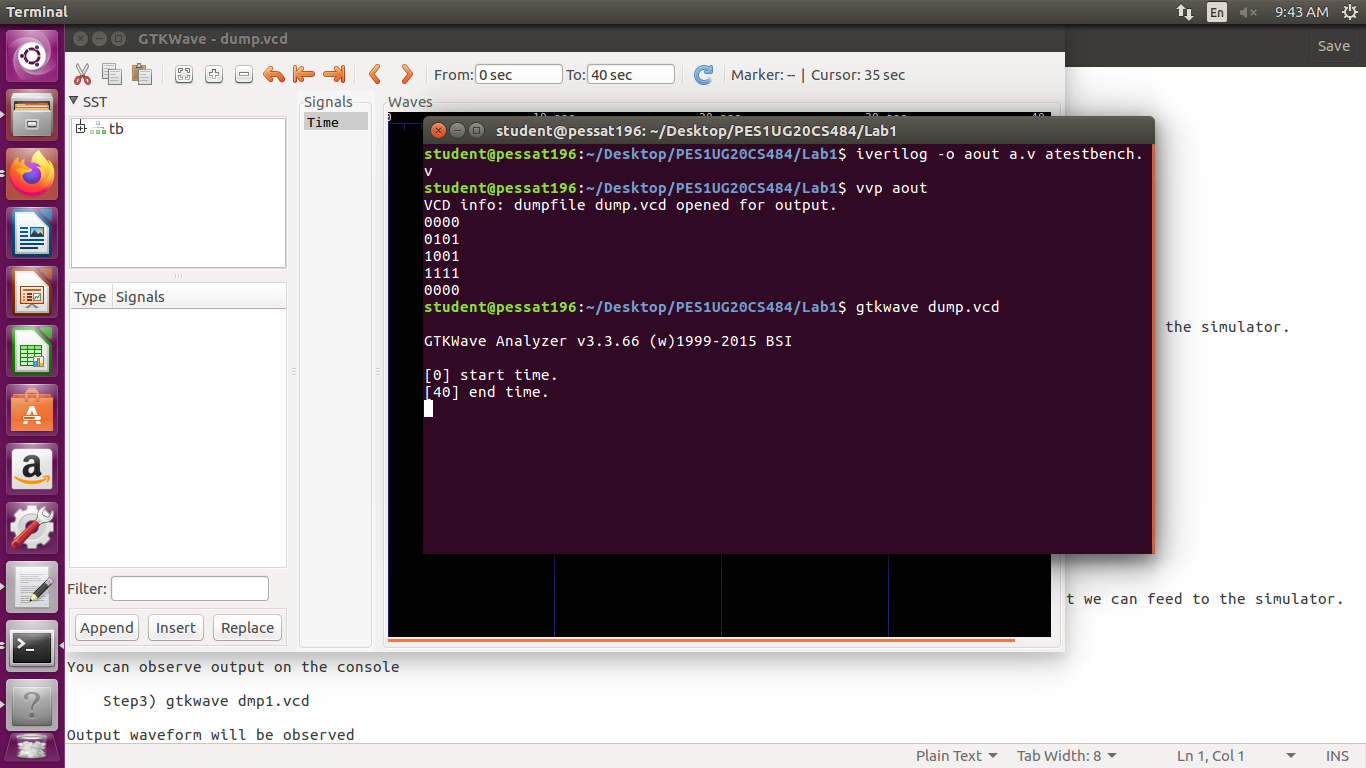 Terminal
En
9:43 AM
GTKWave - dump.vcd
Save
From: 0 sec To: 40 sec Marker: -- | Cursor: 35 sec
SST
Signals
Waves
tb
Time
student@pessat196: ~/Desktop/PES1UG20CS484/Lab1
student@pessat196:~/Desktop/PES1UG20CS484/Lab1$ iverilog -o aout a.v atestbench.
v
student@pessat196:~/Desktop/PES1UG20CS484/Lab1$ vvp aout
VCD info: dumpfile dump.vcd opened for output.
0000
0101
1001
1111
0000
student@pessat196:~/Desktop/PES1UG20CS484/Lab1$ gtkwave dump.vcd
GTKWave Analyzer v3.3.66 (w)1999-2015 BSI
[0] start time.
[40] end time.
Type Signals
the simulator.
Filter:
Append Insert Replace
t we can feed to the simulator.
You can observe output on the console
Step3) gtkwave dmp1.vcd
Output waveform will be observed
Plain Text Tab Width: 8 Ln 1, Col 1 INS